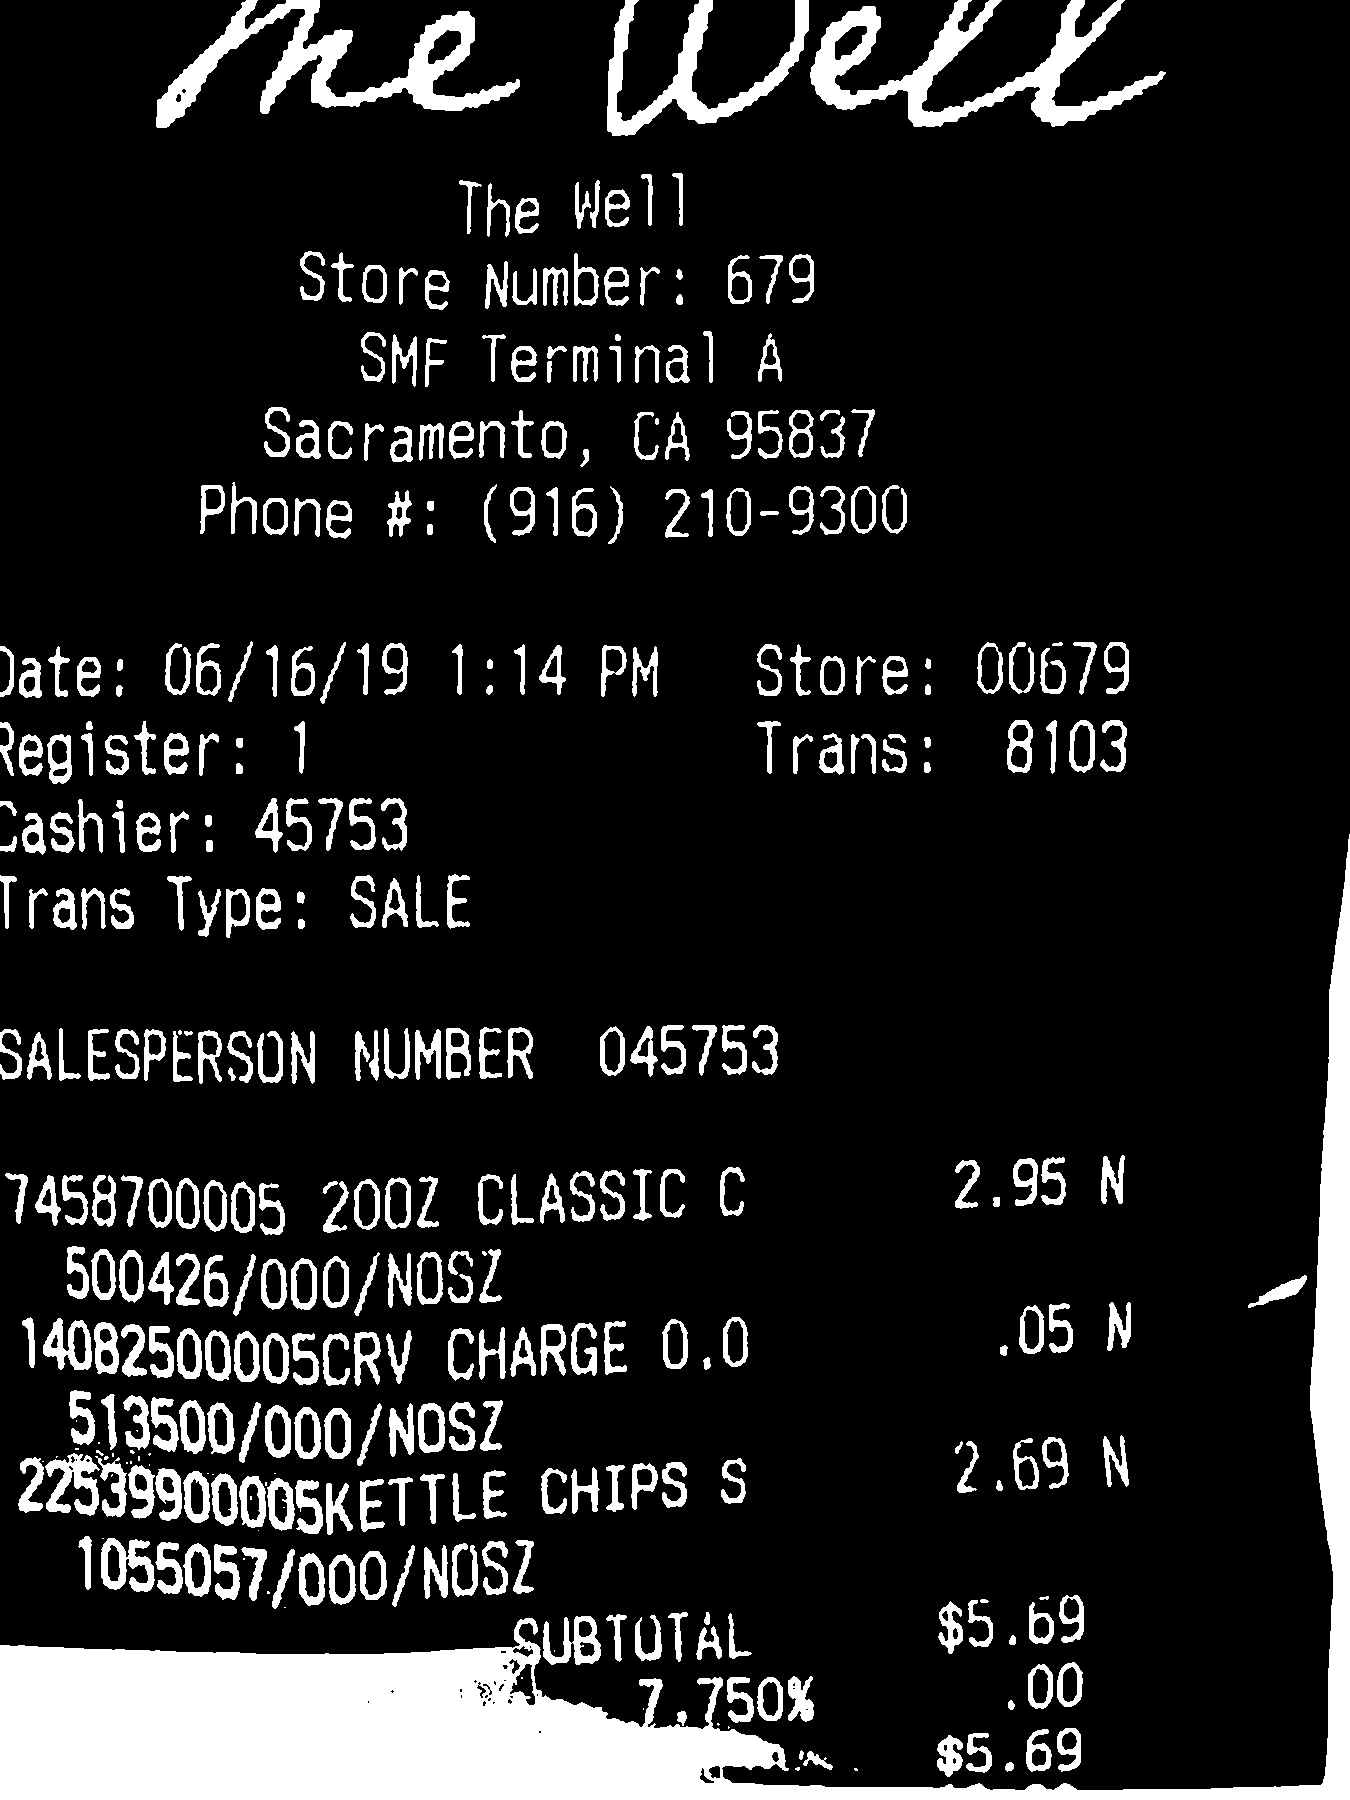 The Well
The Well
Store Number: 679
SMF Terminal A
Sacramento, CA 95837
Phone #: (916) 210-9300
Date: 06/16/19 1:14 PM Store: 00679
Register: 1 Trans: 8103
Cashier: 45753
Trans Type: SALE
SALESPERSON NUMBER 045753
7458700005 20OZ CLASSIC C 2.95 N
500426/000/NOSZ
14082500005CRV CHARGE 0.0 .05 N
513500/000/NOSZ
22539900005KETTLE CHIPS S 2.69 N
1055057/000/NOSZ
SUBTOTAL $5.69
7.750% .00
$5.69